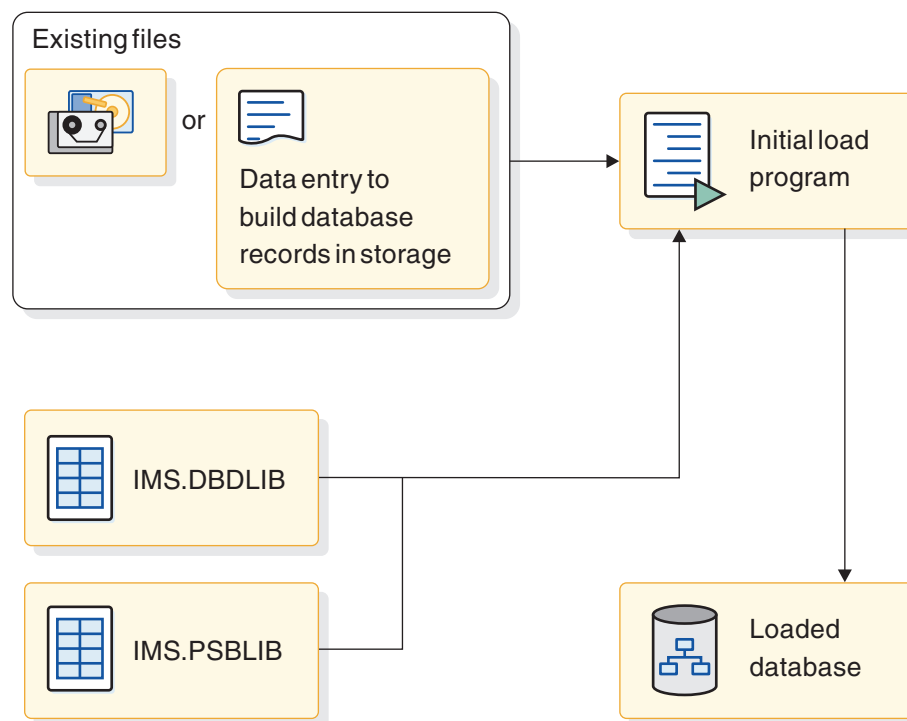 Existing files
or
Data entry to
build database
records in storage
Initial load
program
IMS.DBDLIB
IMS.PSBLIB
Loaded
database